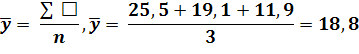 ȳ = ∑ □ / n , ȳ = 25,5 + 19,1 + 11,9 / 3 = 18,8